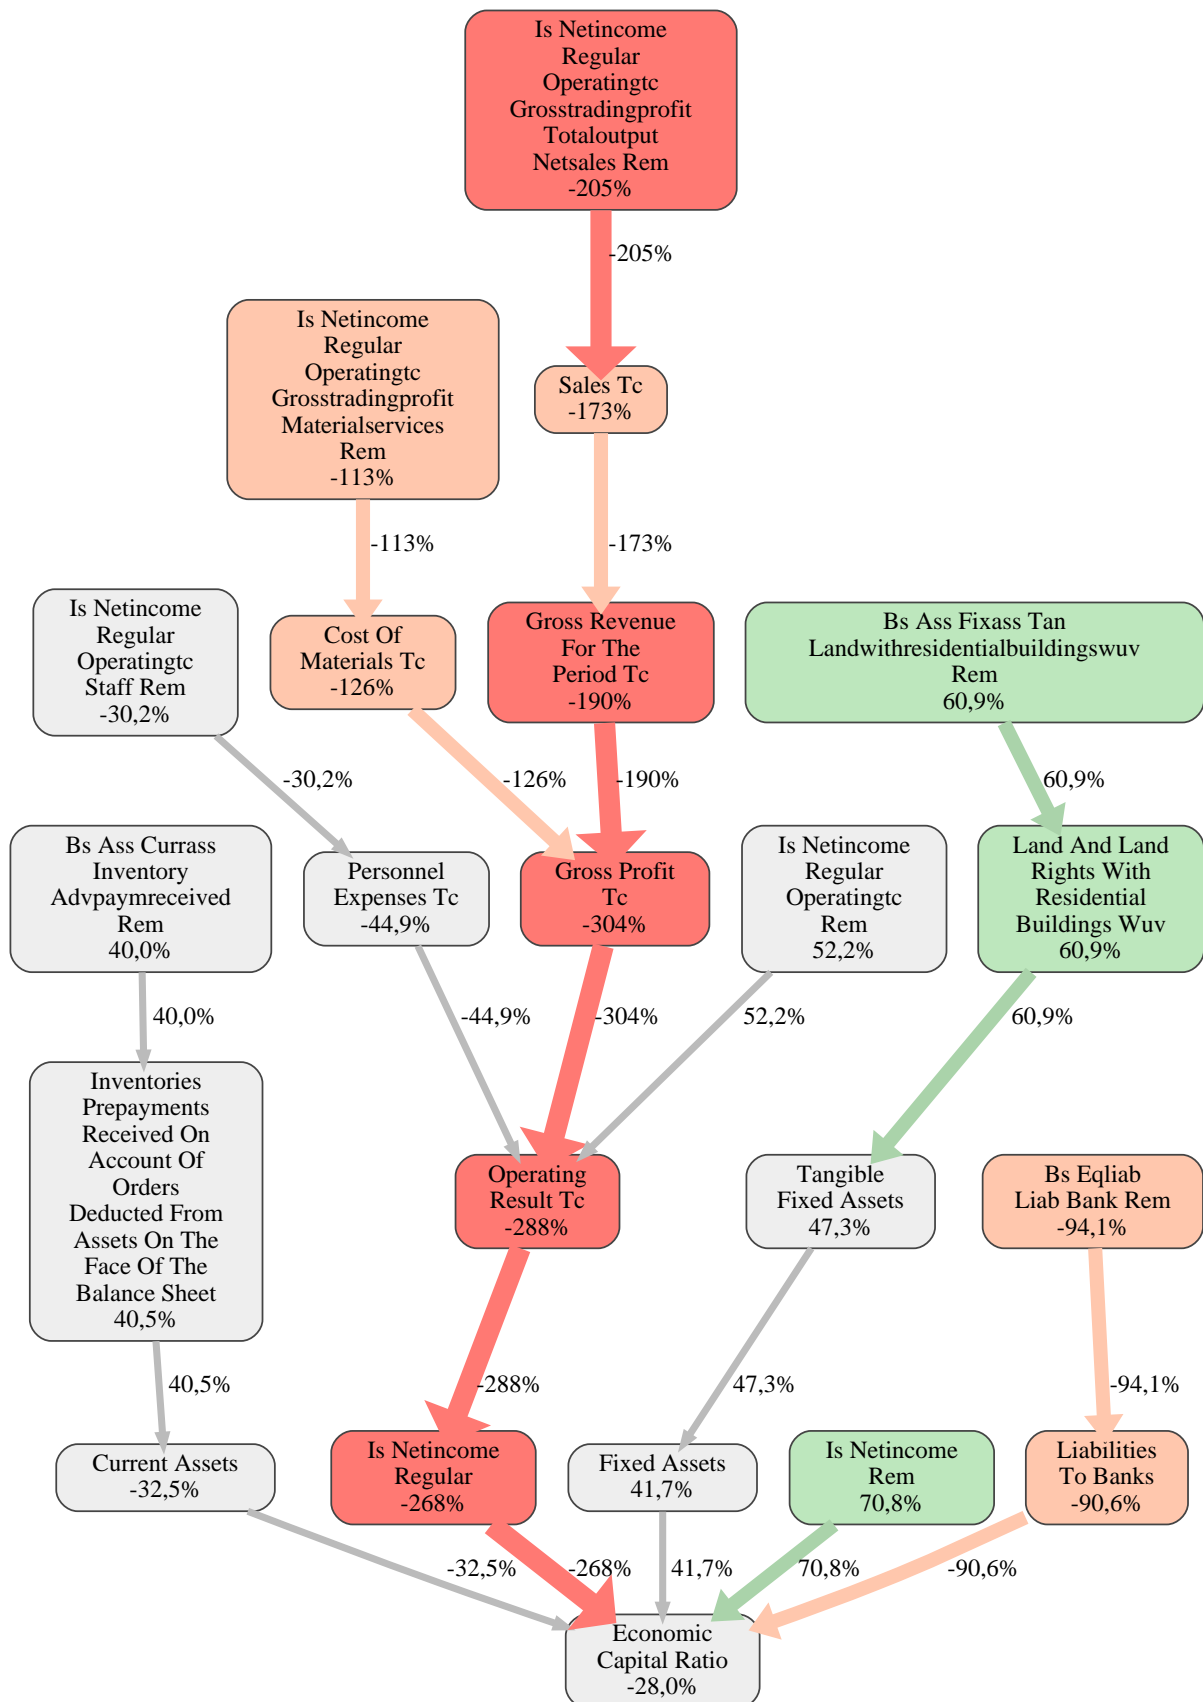 Is Netincome
Regular
Operatingtc
Grosstradingprofit
Totaloutput
Netsales Rem
-205%
-205%
Is Netincome
Regular
Operatingtc
Grosstradingprofit
Materialservices
Rem
-113%
Sales Tc
-173%
-113%
-173%
Is Netincome
Regular
Operatingtc
Staff Rem
-30,2%
Cost Of
Materials Tc
-126%
Gross Revenue
For The
Period Tc
-190%
Bs Ass Fixass Tan
Landwithresidentialbuildingswuv
Rem
60,9%
-30,2%
-126%
-190%
60,9%
Bs Ass Currass
Inventory
Advpaymreceived
Rem
40,0%
Personnel
Expenses Tc
-44,9%
Gross Profit
Tc
-304%
Is Netincome
Regular
Operatingtc
Rem
52,2%
Land And Land
Rights With
Residential
Buildings Wuv
60,9%
40,0%
-44,9%
-304%
52,2%
60,9%
Inventories
Prepayments
Received On
Account Of
Orders
Deducted From
Assets On The
Face Of The
Balance Sheet
40,5%
Operating
Result Tc
-288%
Tangible
Fixed Assets
47,3%
Bs Eqliab
Liab Bank Rem
-94,1%
40,5%
-288%
47,3%
-94,1%
Current Assets
-32,5%
Is Netincome
Regular
-268%
Fixed Assets
41,7%
Is Netincome
Rem
70,8%
Liabilities
To Banks
-90,6%
-32,5%
-268%
41,7%
70,8%
-90,6%
Economic
Capital Ratio
-28,0%